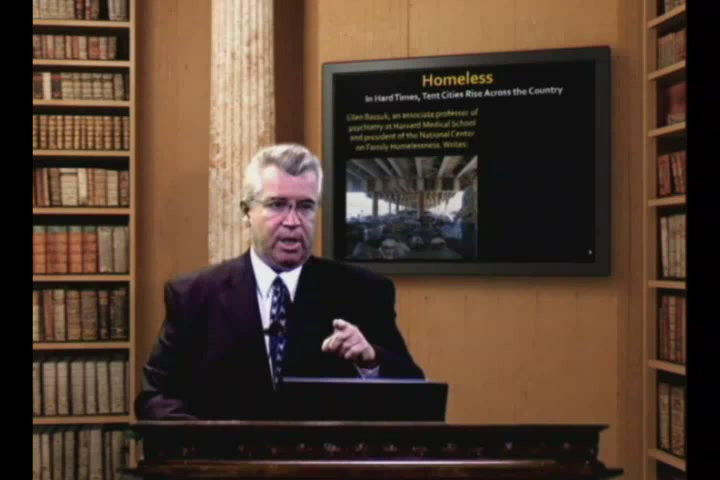 Homeless
In Hard Times, Tent Cities Rise Across the Country
Ellen Bassuk, an associate professor of
psychiatry at Harvard Medical School
and president of the National Center
on Family Homelessness. Writes: